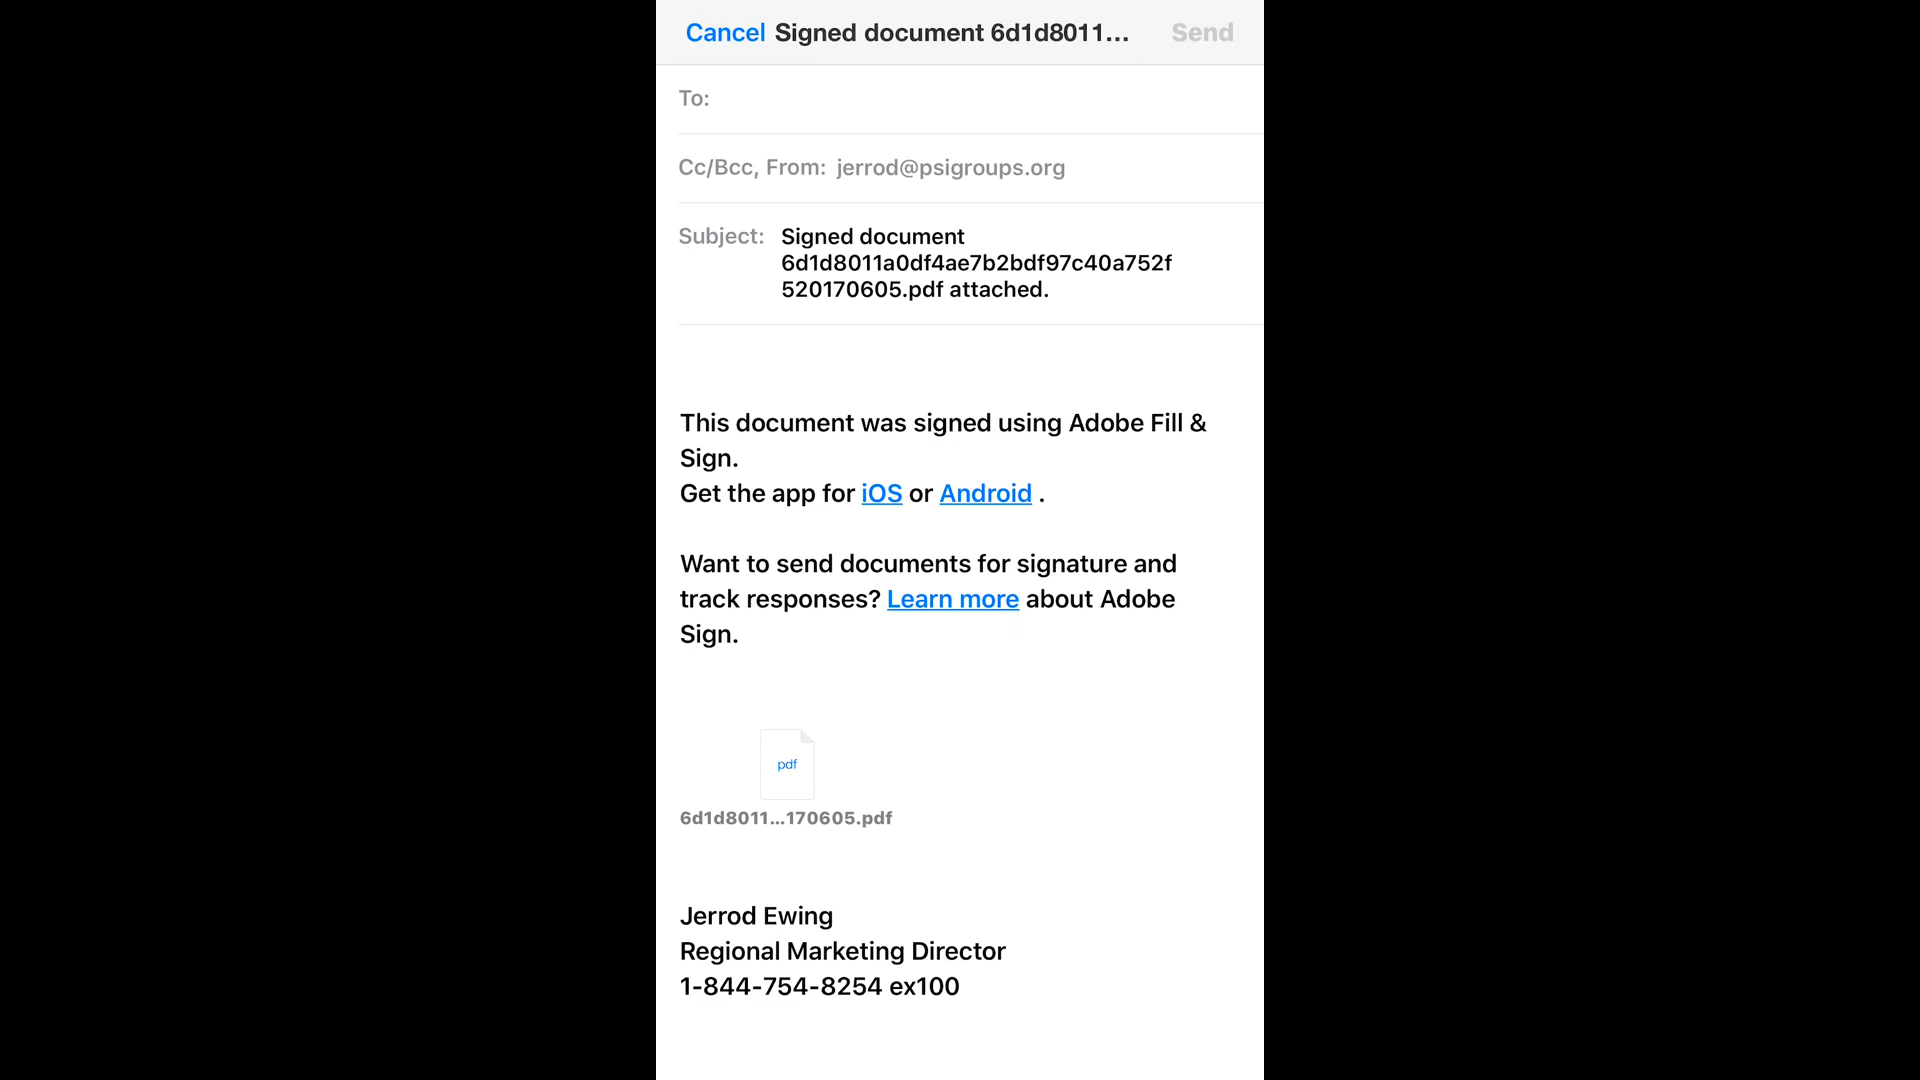 Cancel Signed document 6d1d8011... Send
To:
Cc/Bcc, From: jerrod@psigroups.org
Subject: Signed document
6d1d8011a0df4ae7b2bdf97c40a752f
520170605.pdf attached.
This document was signed using Adobe Fill &
Sign.
Get the app for iOS or Android .
Want to send documents for signature and
track responses? Learn more about Adobe
Sign.
pdf
6d1d8011...170605.pdf
Jerrod Ewing
Regional Marketing Director
1-844-754-8254 ex100